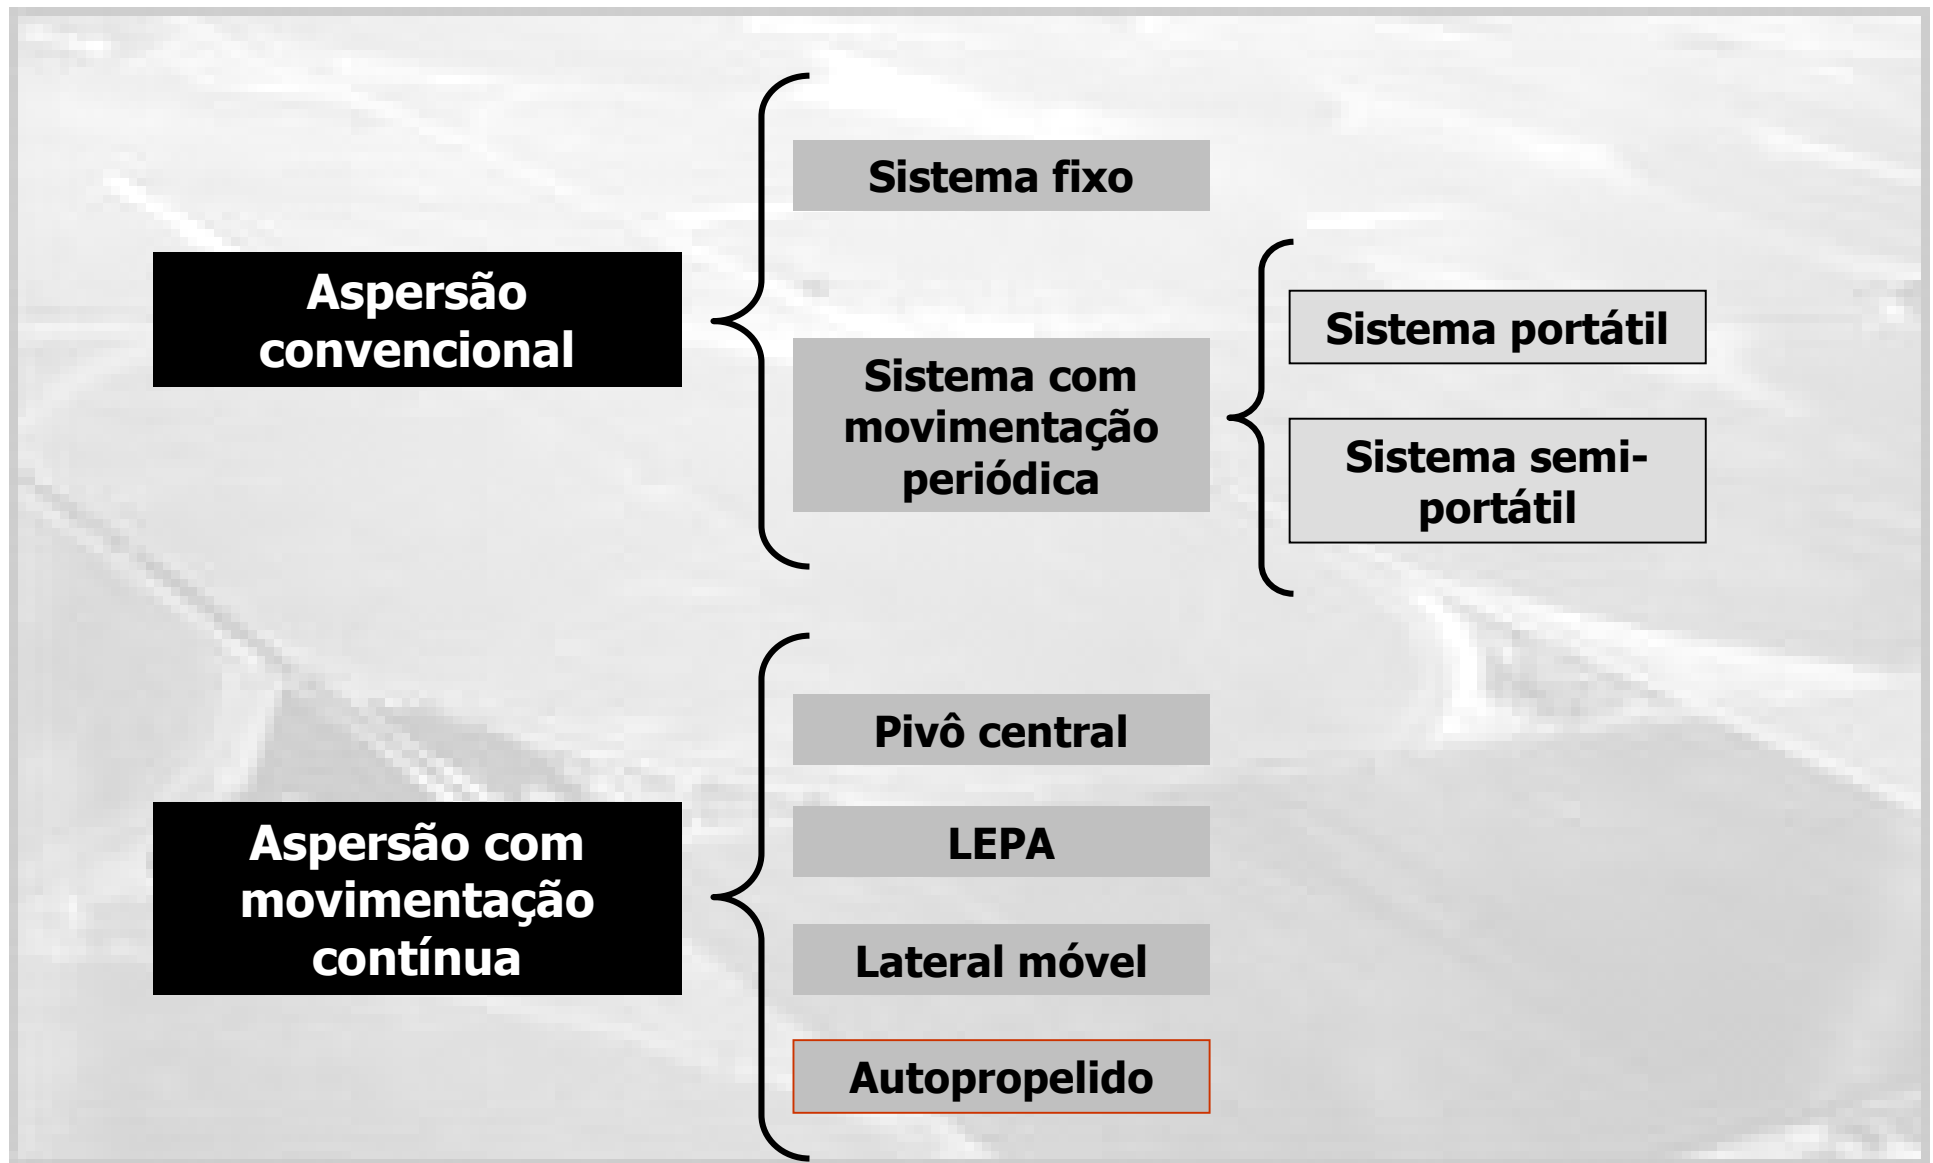 Aspersão
convencional
Sistema fixo
Sistema com
movimentação
periódica
Sistema portátil
Sistema semi-
portátil
Aspersão com
movimentação
contínua
Pivô central
LEPA
Lateral móvel
Autopropelido